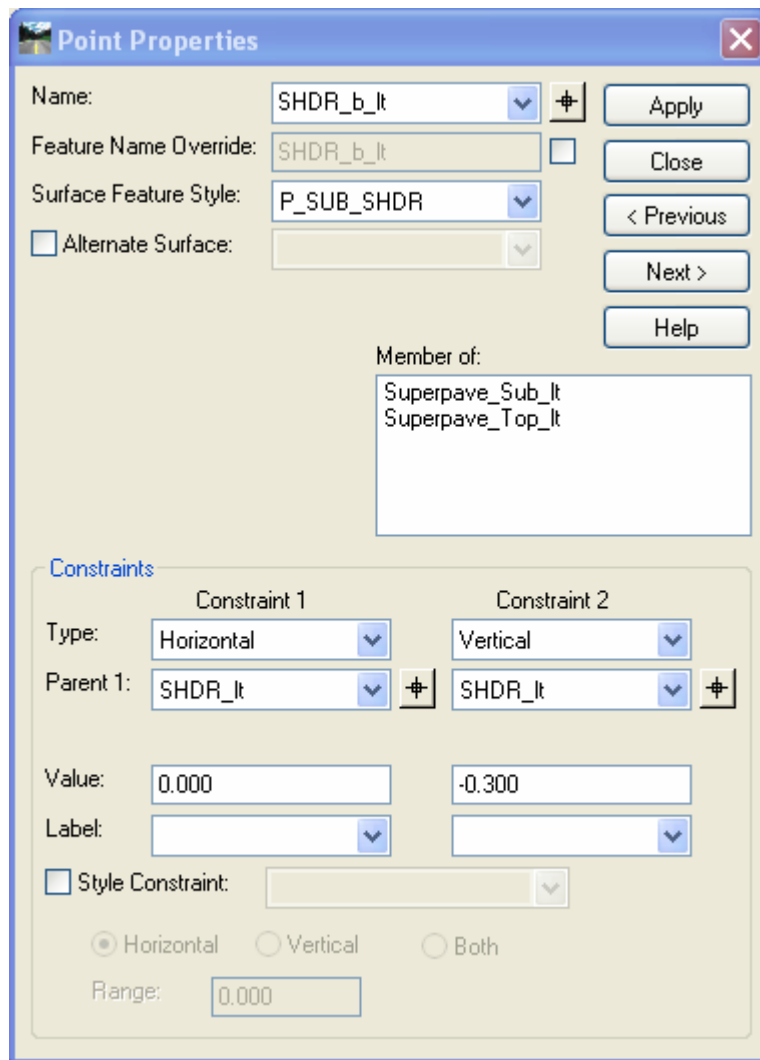 Point Properties
Name: SHDR_b_lt Apply
Feature Name Override: SHDR_b_lt Close
Surface Feature Style: P_SUB_SHDR < Previous
Alternate Surface: Next >
Help
Member of:
Superpave_Sub_lt
Superpave_Top_lt
Constraints
Constraint 1 Constraint 2
Type: Horizontal Vertical
Parent 1: SHDR_lt SHDR_lt
Value: 0.000 -0.300
Label:
Style Constraint:
Horizontal Vertical Both
Range: 0.000